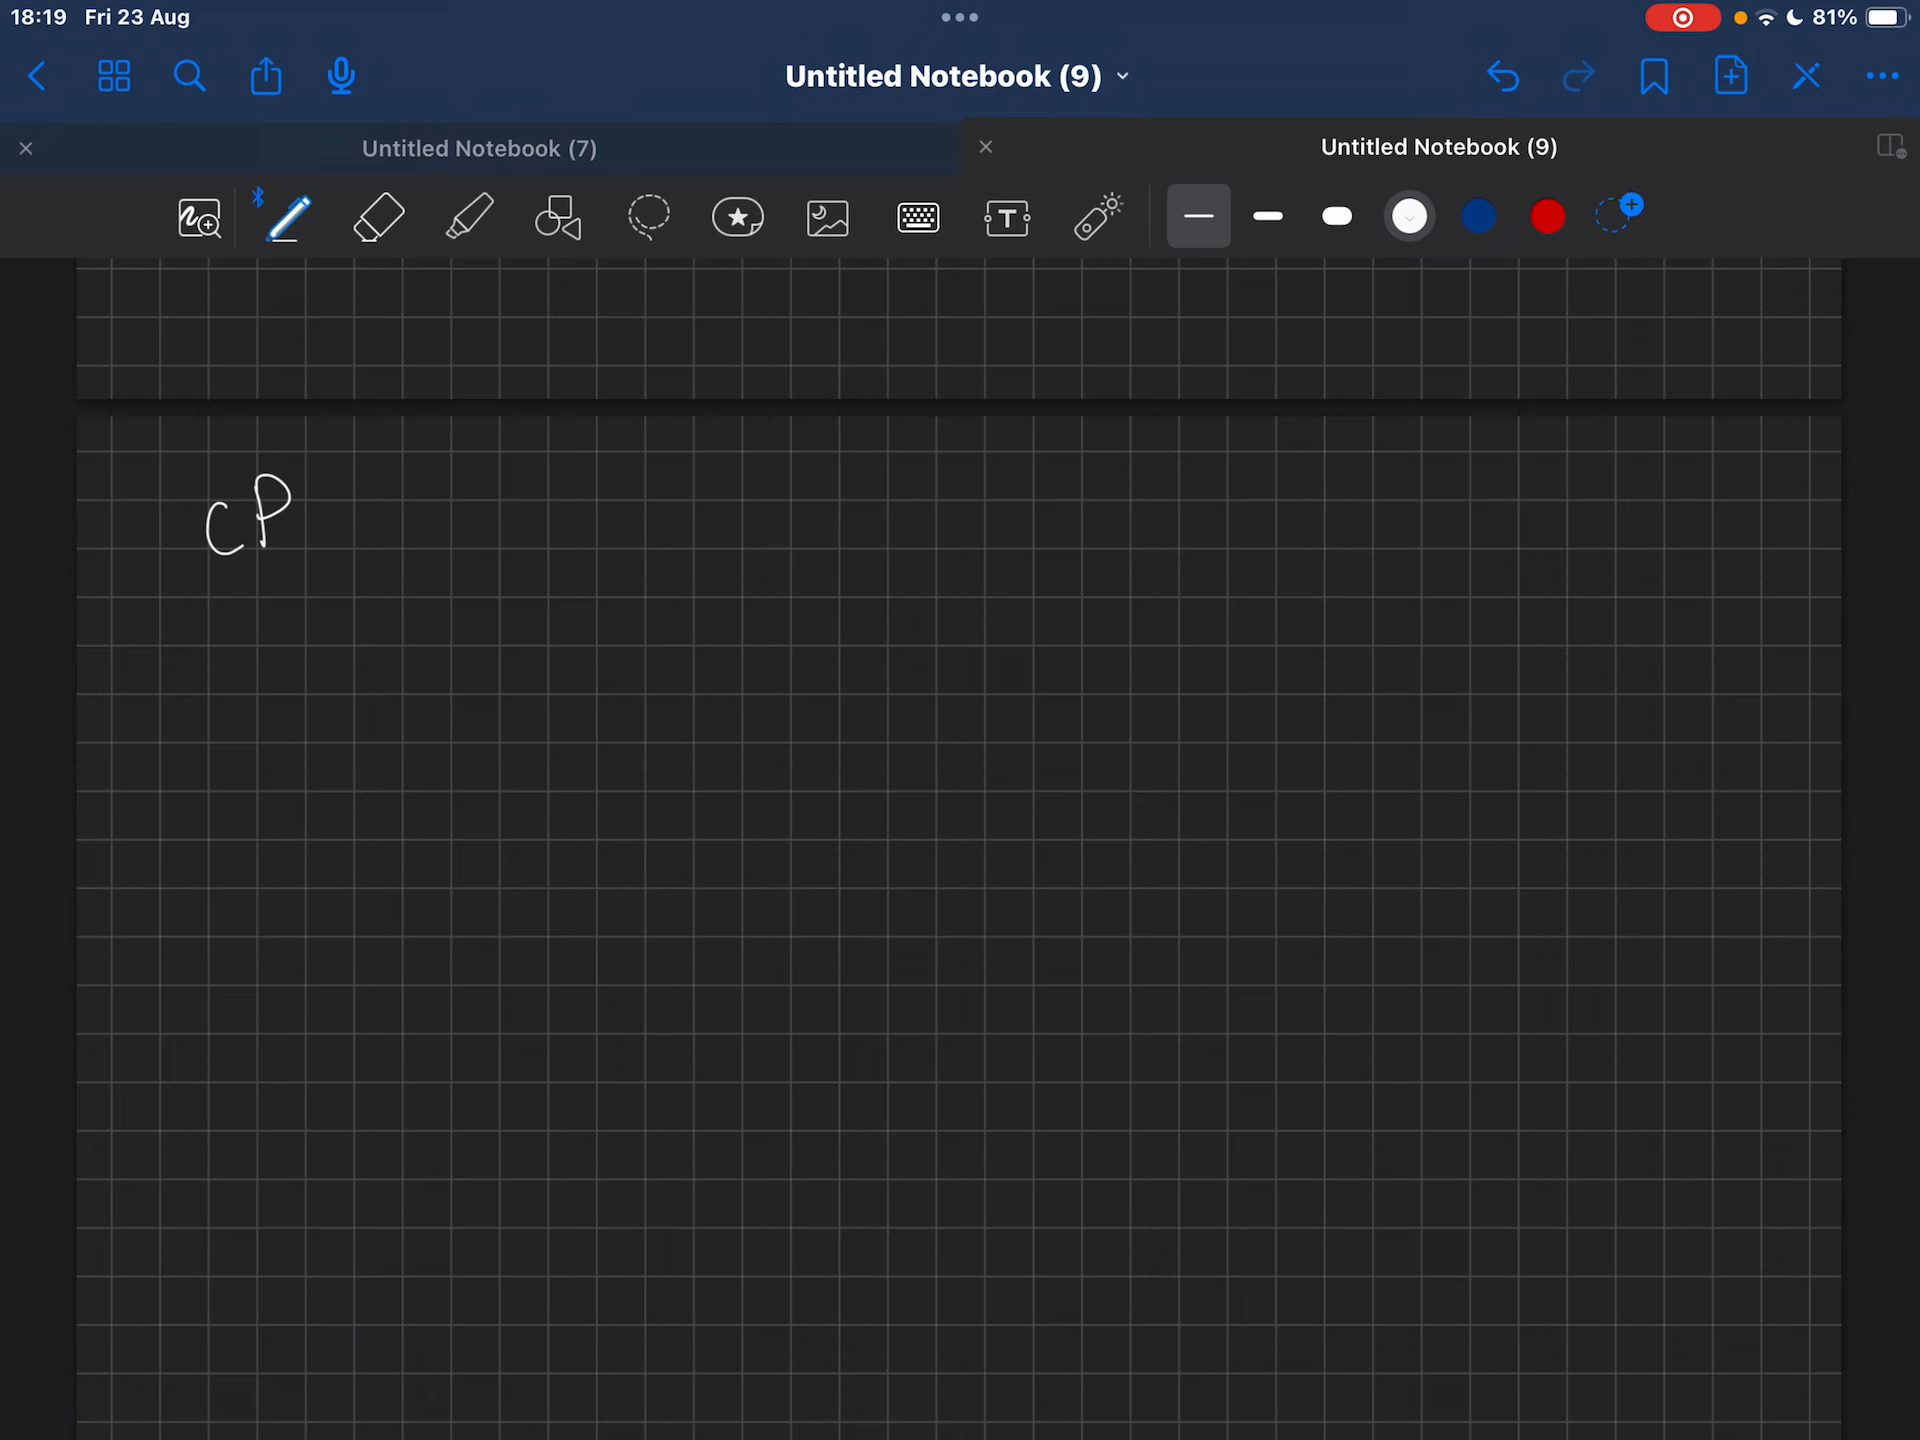 18:19 Fri 23 Aug 81%
Untitled Notebook (9)
Untitled Notebook (7) Untitled Notebook (9)
T
CP